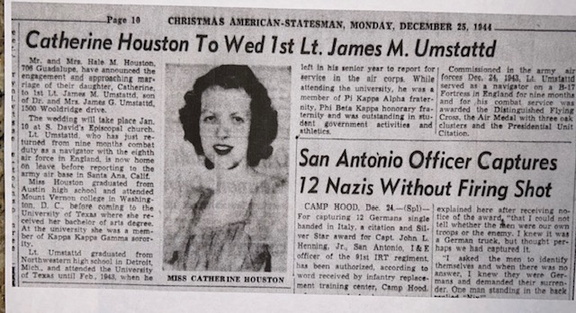 Page 10 CHRISTMAS AMERICAN-STATESMAN, MONDAY, DECEMBER 25, 1944
Catherine Houston To Wed 1st Lt. James M. Umstattd
Mr. and Mrs. Hale M. Houston,
706 Guadalupe, have announced the
engagement and approaching mar-
riage of their daughter, Catherine,
to 1st Lt. James M. Umstattd, son
of Dr. and Mrs. James G. Umstattd,
1500 Wooldridge drive.
The wedding will take place Jan.
10 at S. David's Episcopal church.
Lt. Umstattd, who has just re-
turned from nine months combat
duty as a navigator with the eighth
air force in England, is now home
on leave before reporting to the
army air base in Santa Ana, Calif.
Miss Houston graduated from
Austin high school and attended
Mount Vernon college in Washing-
ton, D. C., before coming to the
University of Texas where she re-
ceived her bachelor of arts degree.
At the university she was a mem-
ber of Kappa Kappa Gamma soror-
ity.
Lt. Umstattd graduated from
Northwestern high school in Detroit,
Mich., and attended the University
of Texas until Feb., 1943, when he
MISS CATHERINE HOUSTON
left in his senior year to report for
service in the air corps. While
attending the university, he was a
member of Pi Kappa Alpha frater-
nity, Phi Beta Kappa honorary fra-
ternity and was outstanding in stu-
dent government activities and
athletics.
Commissioned in the army air
forces Dec. 24, 1943, Lt. Umstattd
served as a navigator on a B-17
Fortress in England for nine months
and for his combat service was
awarded the Distinguished Flying
Cross, the Air Medal with three oak
clusters and the Presidential Unit
Citation.
San Antonio Officer Captures
12 Nazis Without Firing Shot
CAMP HOOD, Dec. 24.—(Spl)—
For capturing 12 Germans single
handed in Italy, a citation and Sil-
ver Star award for Capt. John L.
Henning, Jr., San Antonio, I & E
officer of the 91st IRT regiment,
has been authorized, according to
word received by infantry replace-
ment training center, Camp Hood.
explained here after receiving no-
tice of the award, "that I could not
tell whether the men were our own
troops or the enemy. I knew it was
a German truck, but thought per-
haps we had captured it.
"I asked the men to identify
themselves and when there was no
answer, I knew they were Ger-
mans and demanded their surren-
der. One man standing in the back